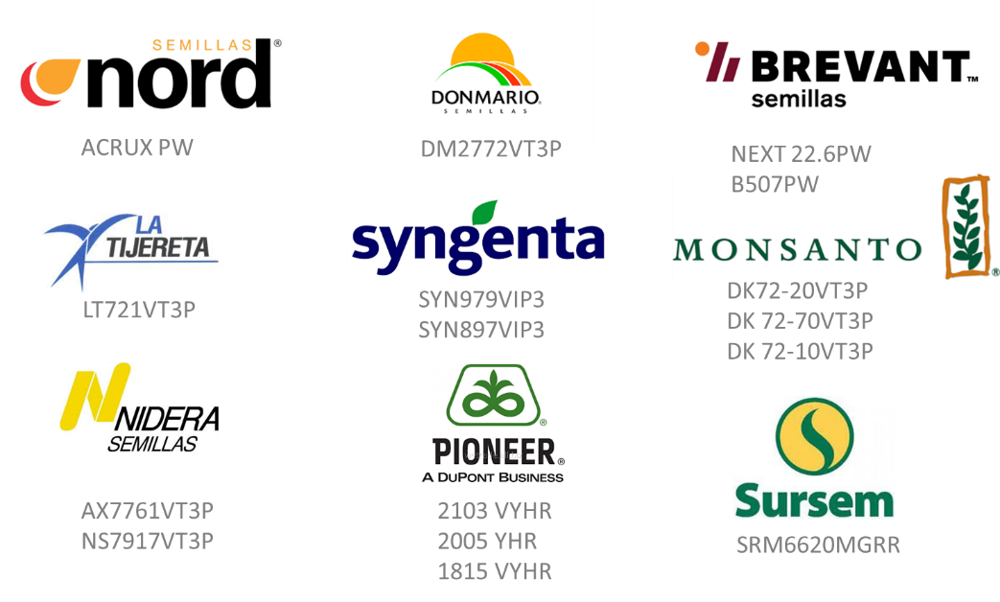 SEMILLAS
nord®
ACRUX PW
DONMARIO®
SEMILLAS
DM2772VT3P
BREVANT™
semillas
NEXT 22.6PW
B507PW
LA
TIJERETA
LT721VT3P
syngenta
SYN979VIP3
SYN897VIP3
MONSANTO ®
DK72-20VT3P
DK 72-70VT3P
DK 72-10VT3P
NIDERA
SEMILLAS
AX7761VT3P
NS7917VT3P
®
PIONEER®
A DUPONT BUSINESS
2103 VYHR
2005 YHR
1815 VYHR
Sursem
SRM6620MGRR